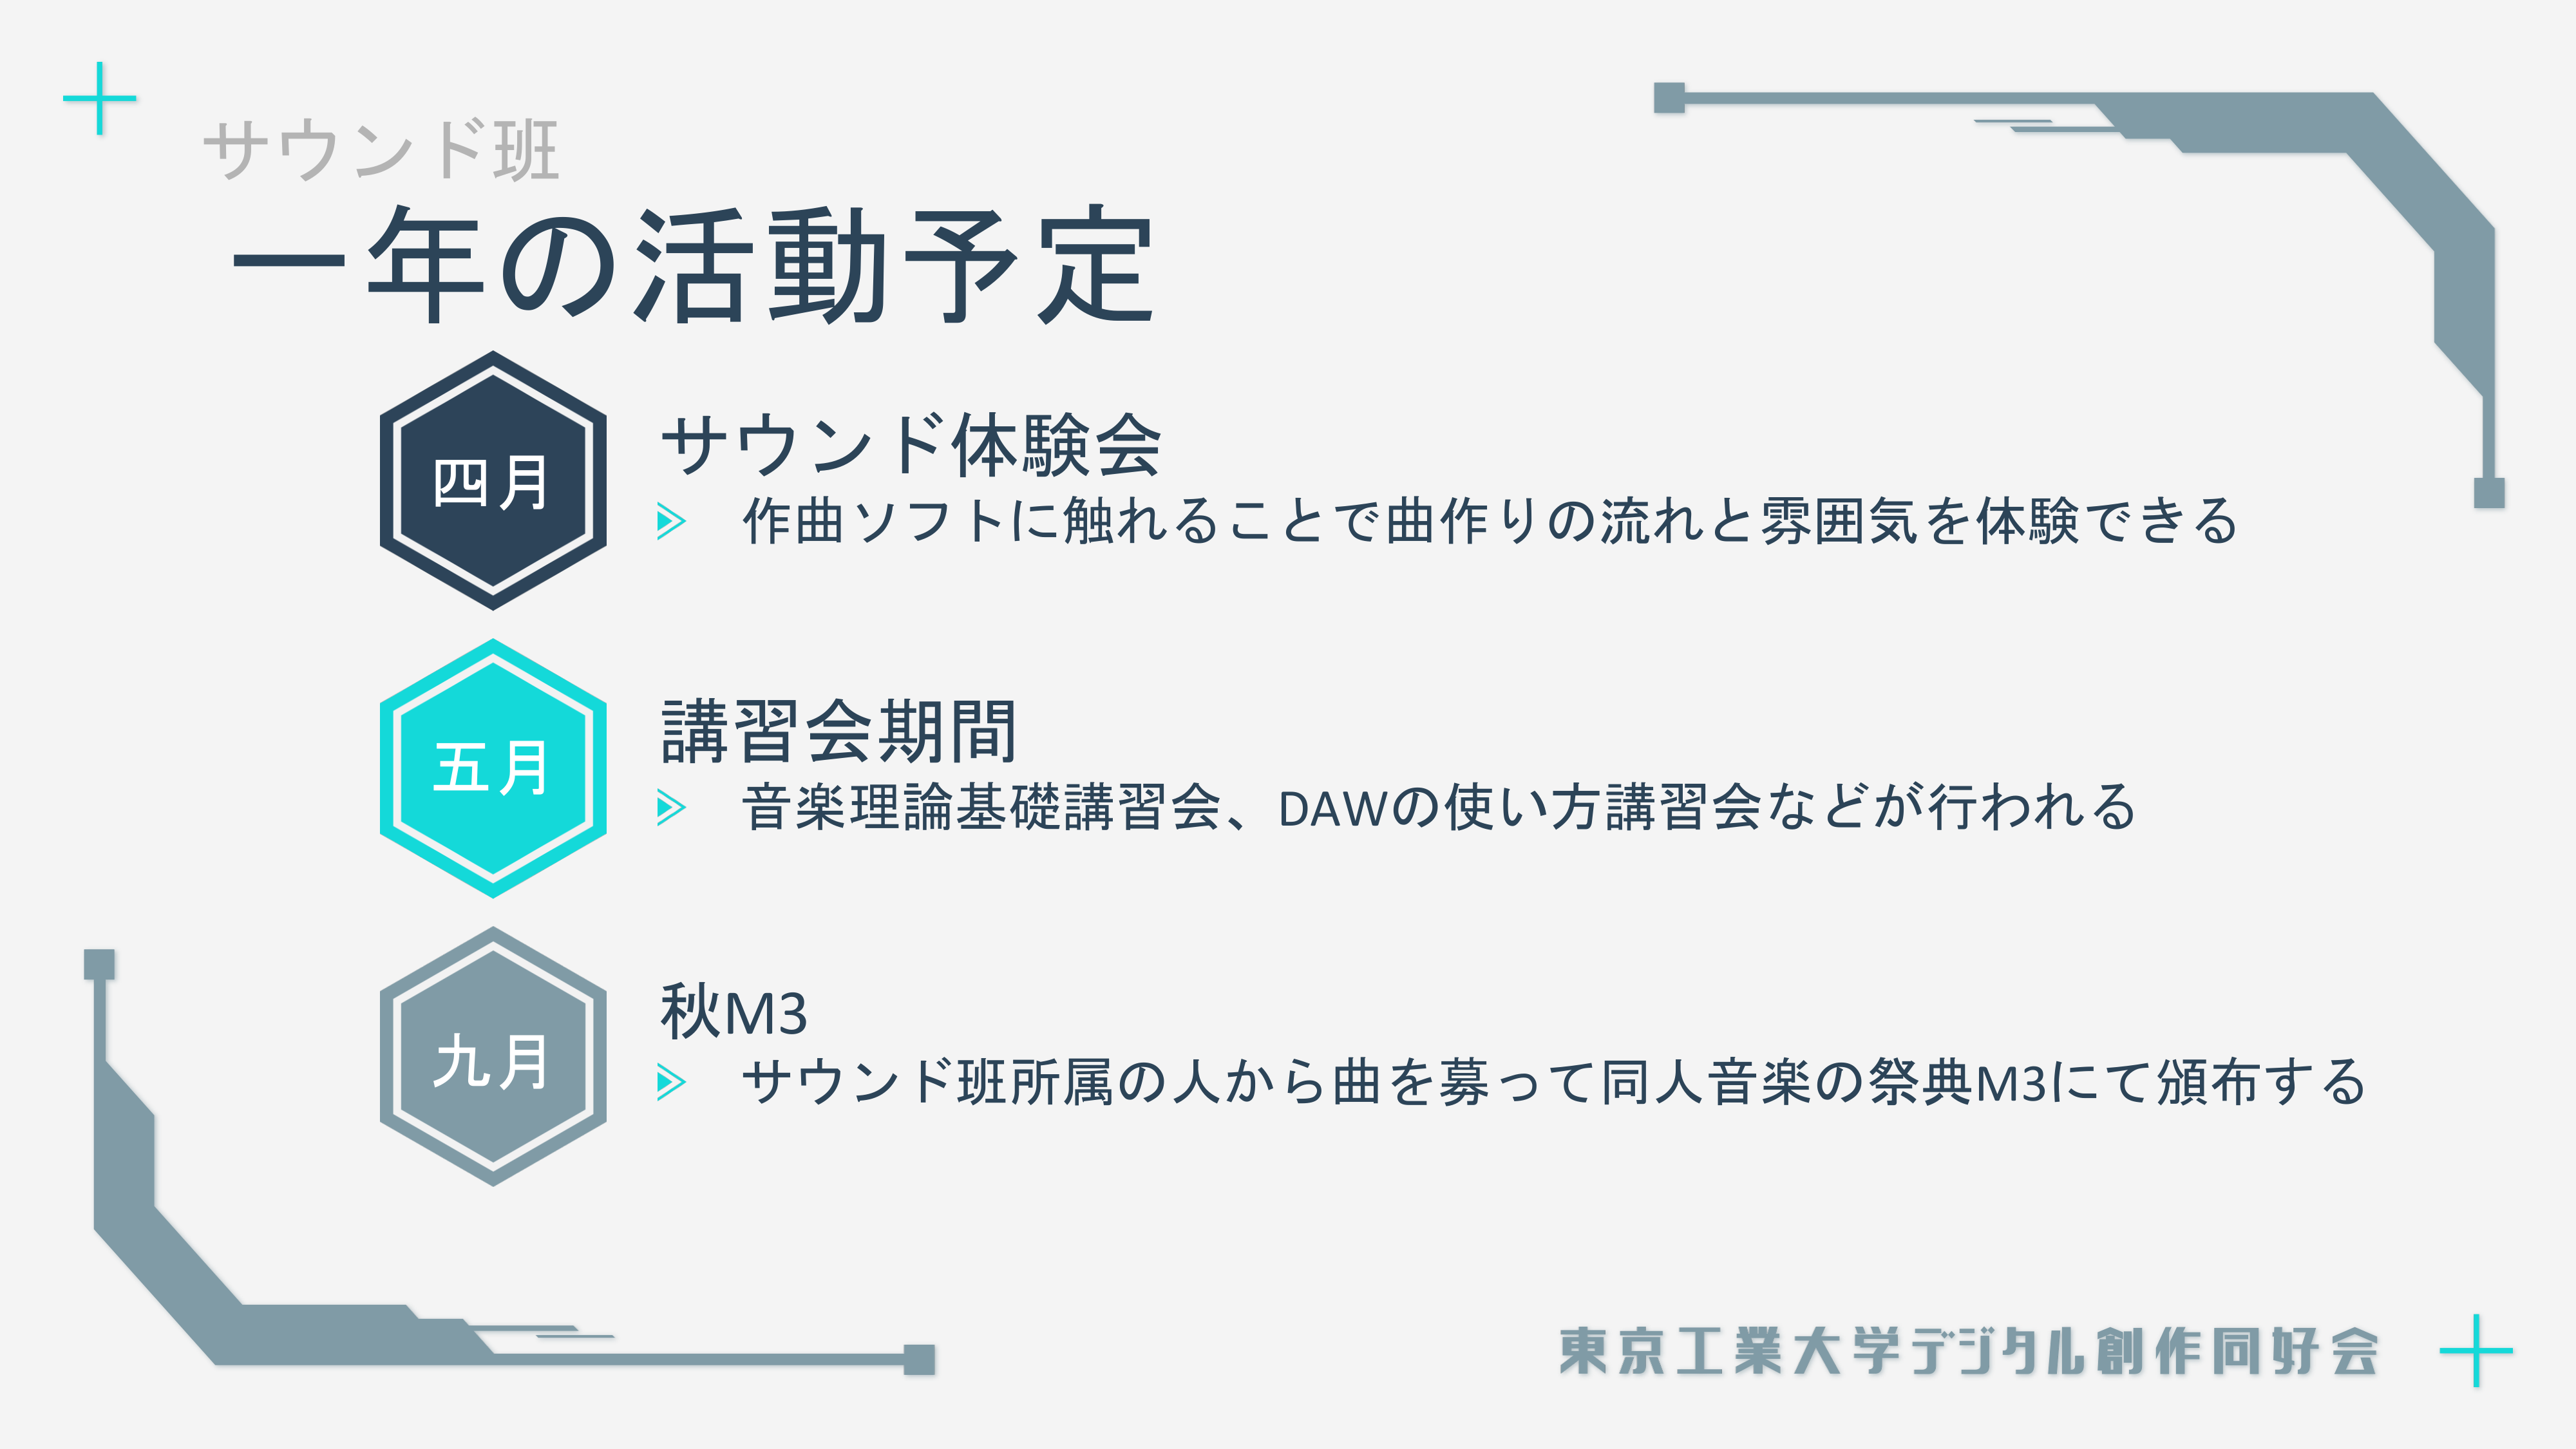 サウンド班
一年の活動予定
四月
サウンド体験会
作曲ソフトに触れることで曲作りの流れと雰囲気を体験できる
五月
講習会期間
音楽理論基礎講習会、DAWの使い方講習会などが行われる
九月
秋M3
サウンド班所属の人から曲を募って同人音楽の祭典M3にて頒布する
東京工業大学デジタル創作同好会